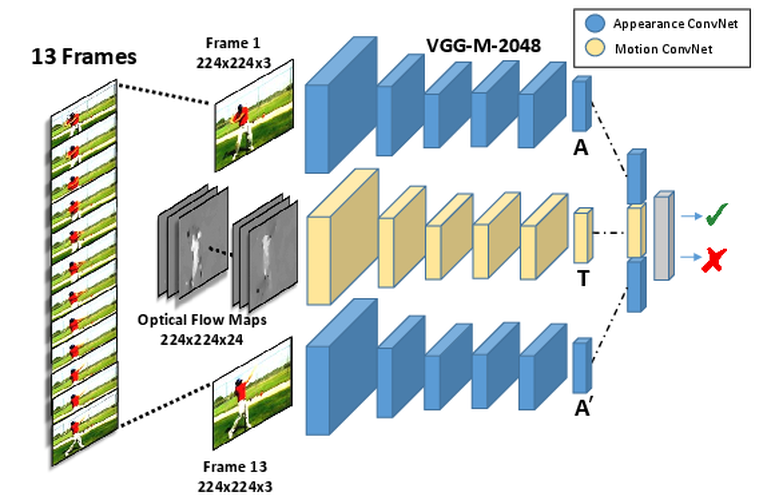 13 Frames
Frame 1
224x224x3
VGG-M-2048
Appearance ConvNet
Motion ConvNet
A
Optical Flow Maps
224x224x24
T
A′
Frame 13
224x224x3